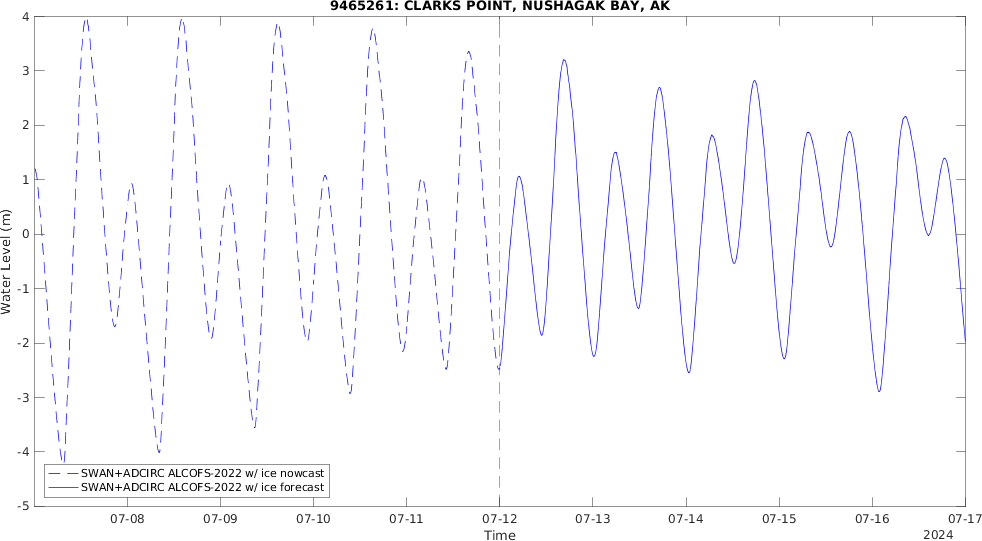 9465261: CLARKS POINT, NUSHAGAK BAY, AK
4
3
2
1
0
-1
-2
-3
-4
-5
Water Level (m)
SWAN+ADCIRC ALCOFS-2022 w/ ice nowcast
SWAN+ADCIRC ALCOFS-2022 w/ ice forecast
07-08 07-09 07-10 07-11 07-12 07-13 07-14 07-15 07-16 07-17
Time
2024